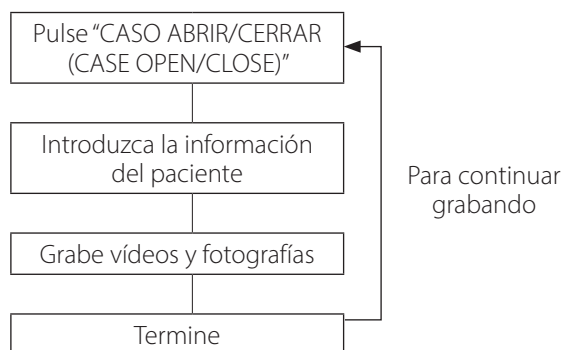 Pulse “CASO ABRIR/CERRAR
(CASE OPEN/CLOSE)”
Introduzca la información
del paciente
Para continuar
grabando
Grabe vídeos y fotografías
Termine